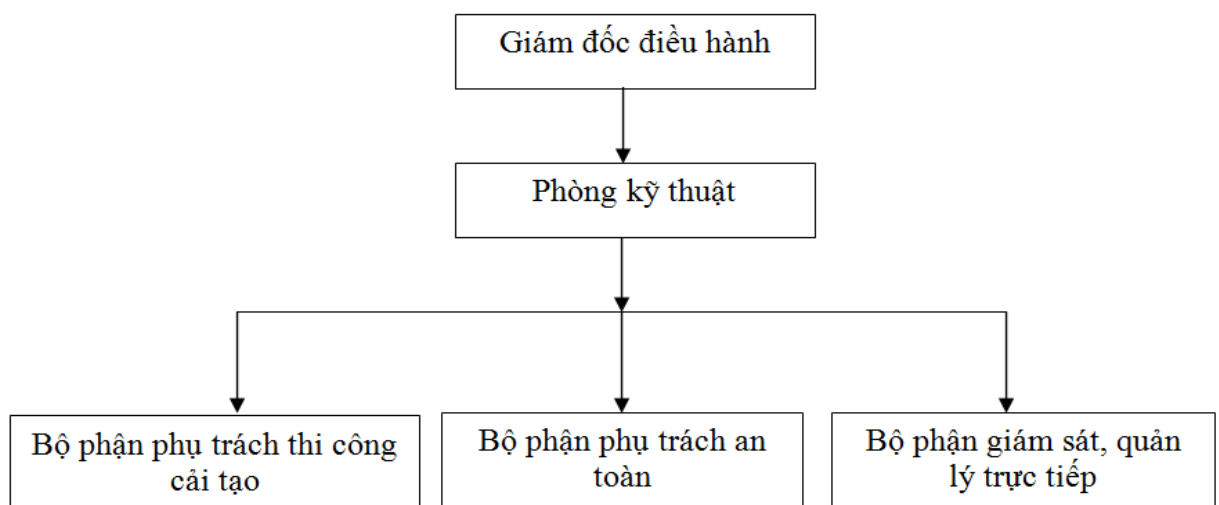 Giám đốc điều hành
Phòng kỹ thuật
Bộ phận phụ trách thi công
cải tạo
Bộ phận phụ trách an
toàn
Bộ phận giám sát, quản
lý trực tiếp